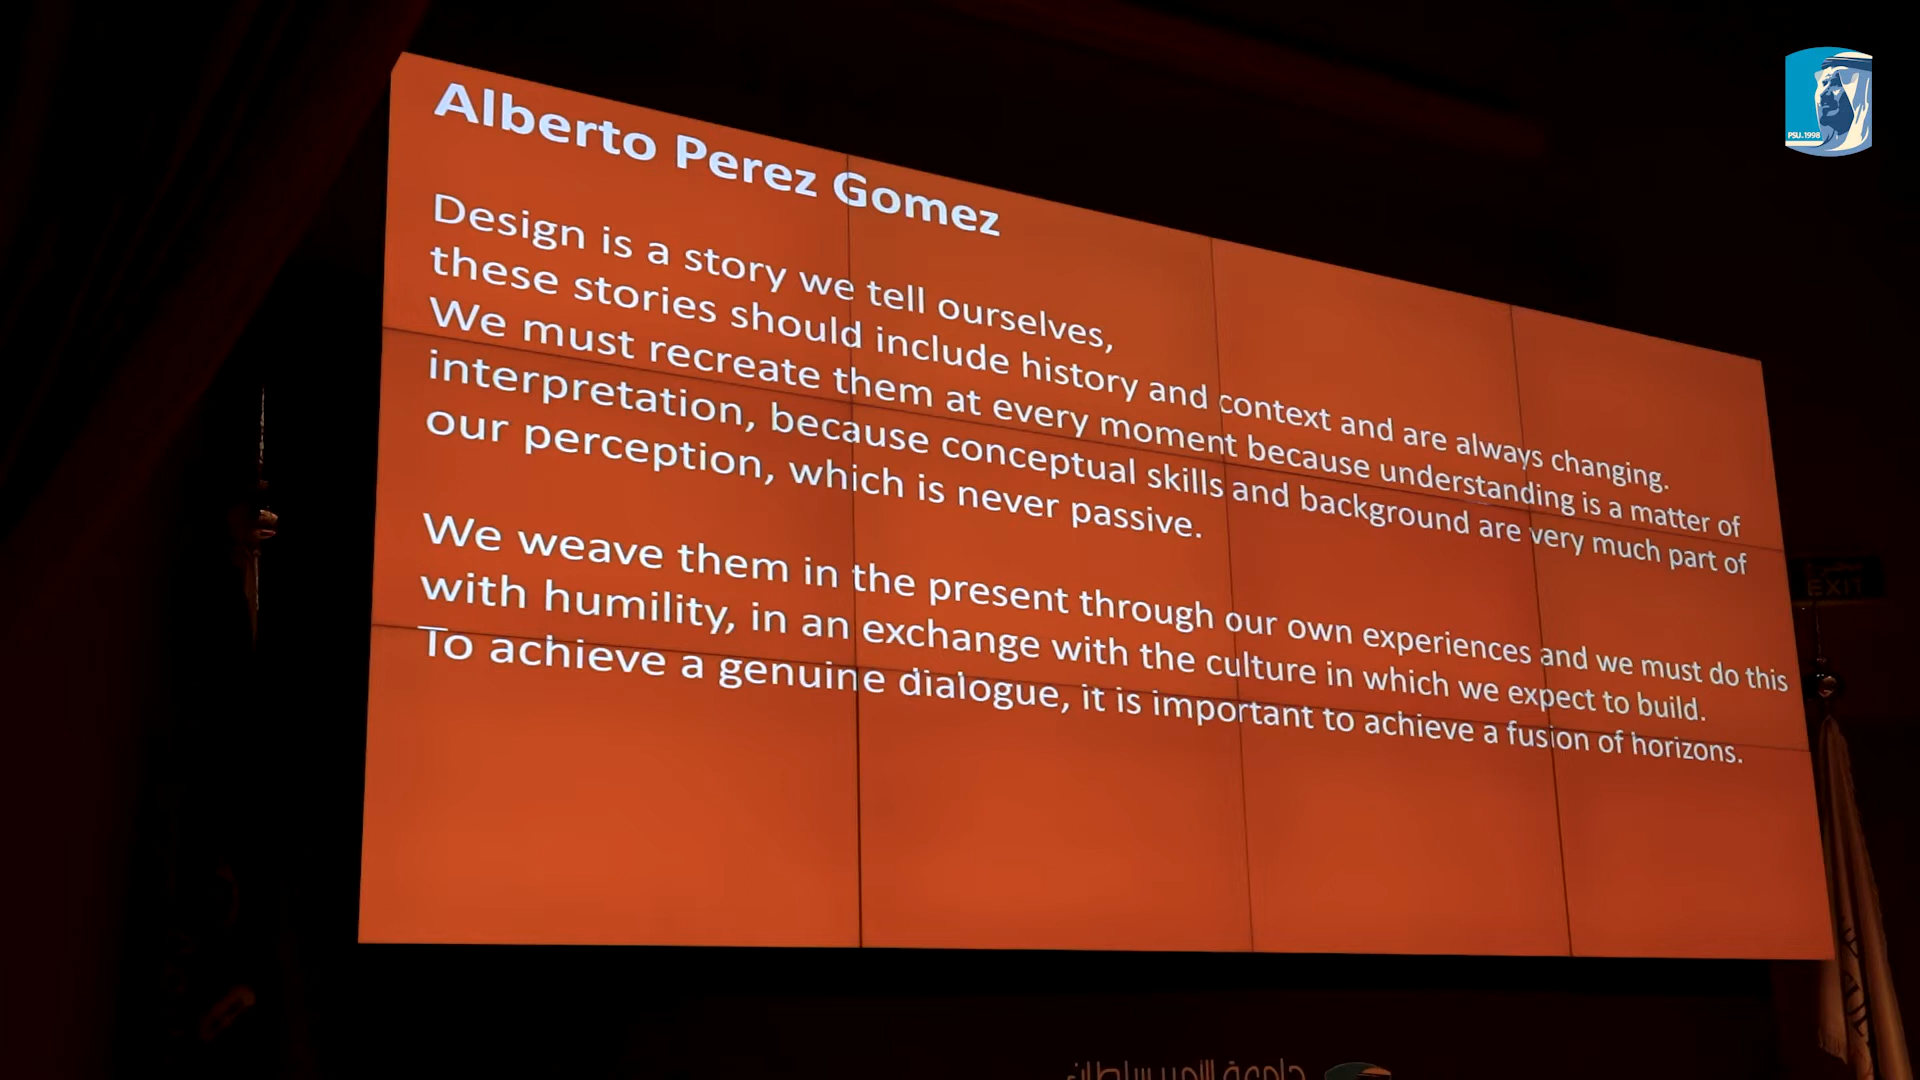 Alberto Perez Gomez
Design is a story we tell ourselves,
these stories should include history and context and are always changing.
We must recreate them at every moment because understanding is a matter of
interpretation, because conceptual skills and background are very much part of
our perception, which is never passive.
We weave them in the present through our own experiences and we must do this
with humility, in an exchange with the culture in which we expect to build.
To achieve a genuine dialogue, it is important to achieve a fusion of horizons.
PSU.1998
EXIT
جامعة الأمير سلطان